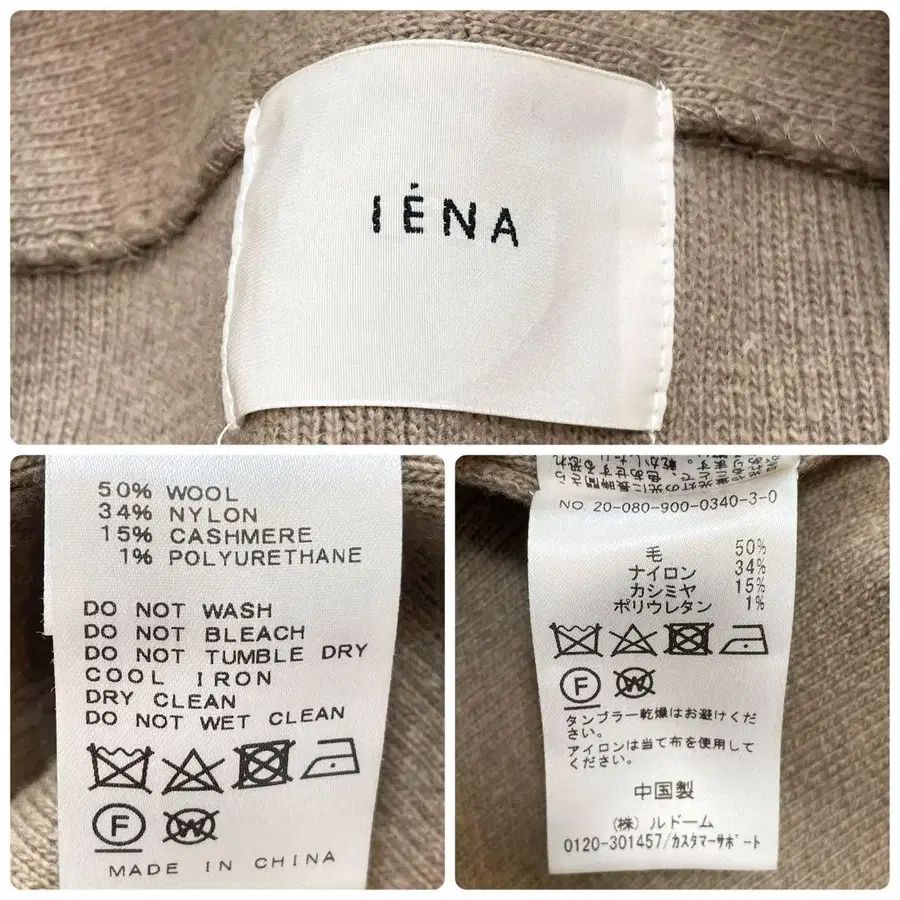 IÉNA
50% WOOL
34% NYLON
15% CASHMERE
1% POLYURETHANE
DO NOT WASH
DO NOT BLEACH
DO NOT TUMBLE DRY
COOL IRON
DRY CLEAN
DO NOT WET CLEAN
F W
MADE IN CHINA
NO. 20-080-900-0340-3-0
毛 50%
ナイロン 34%
カシミヤ 15%
ポリウレタン 1%
F W
タンブラー乾燥はお避けくだ
さい。
アイロンは当て布を使用して
ください。
中国製
(株) ルドーム
0120-301457/カスタマーサポート